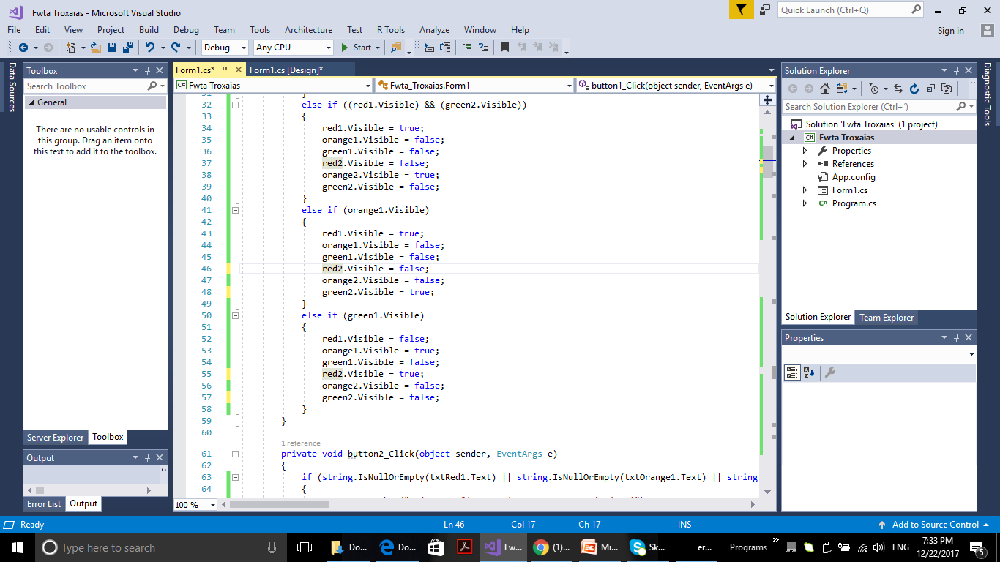 Fwta Troxaias - Microsoft Visual Studio
Quick Launch (Ctrl+Q)
File Edit View Project Build Debug Team Tools Architecture Test R Tools Analyze Window Help
Sign in
Debug Any CPU Start
Data Sources
Toolbox
Search Toolbox
General
There are no usable controls in
this group. Drag an item onto
this text to add it to the toolbox.
Server Explorer Toolbox
Output
Error List Output
Form1.cs* Form1.cs [Design]*
C# Fwta Troxaias Fwta_Troxaias.Form1 button1_Click(object sender, EventArgs e)
31 }
32 else if ((red1.Visible) && (green2.Visible))
33 {
34 red1.Visible = true;
35 orange1.Visible = false;
36 green1.Visible = false;
37 red2.Visible = false;
38 orange2.Visible = true;
39 green2.Visible = false;
40 }
41 else if (orange1.Visible)
42 {
43 red1.Visible = true;
44 orange1.Visible = false;
45 green1.Visible = false;
46 red2.Visible = false;
47 orange2.Visible = false;
48 green2.Visible = true;
49 }
50 else if (green1.Visible)
51 {
52 red1.Visible = false;
53 orange1.Visible = true;
54 green1.Visible = false;
55 red2.Visible = true;
56 orange2.Visible = false;
57 green2.Visible = false;
58 }
59 }
60
1 reference
61 private void button2_Click(object sender, EventArgs e)
62 {
63 if (string.IsNullOrEmpty(txtRed1.Text) || string.IsNullOrEmpty(txtOrange1.Text) || string
64 {
100 %
Solution Explorer
Search Solution Explorer (Ctrl+¨)
Solution 'Fwta Troxaias' (1 project)
C# Fwta Troxaias
Properties
References
App.config
Form1.cs
C# Program.cs
Solution Explorer Team Explorer
Properties
Diagnostic Tools
Ready Ln 46 Col 17 Ch 17 INS Add to Source Control
Type here to search
Do... Do... Fw... (1)... Mi... Sk... er... Programs
ENG
7:33 PM
12/22/2017
5